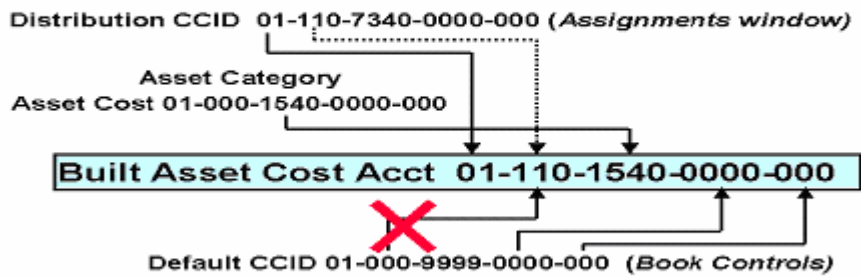 Distribution CCID 01-110-7340-0000-000 (Assignments window)
Asset Category
Asset Cost 01-000-1540-0000-000
Built Asset Cost Acct 01-110-1540-0000-000
Default CCID 01-000-9999-0000-000 (Book Controls)